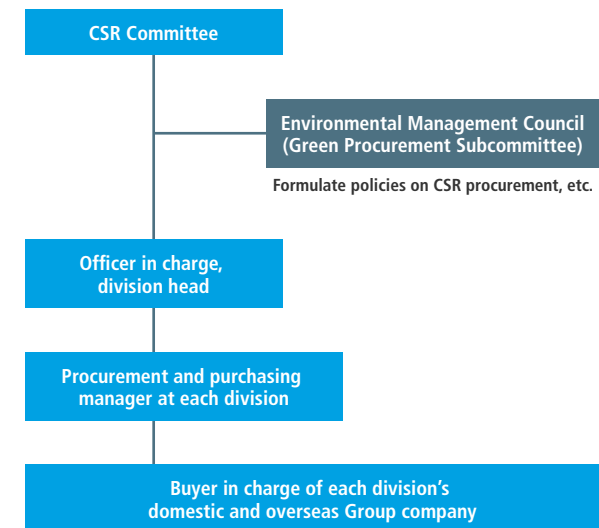 CSR Committee
Environmental Management Council
(Green Procurement Subcommittee)
Formulate policies on CSR procurement, etc.
Officer in charge,
division head
Procurement and purchasing
manager at each division
Buyer in charge of each division’s
domestic and overseas Group company